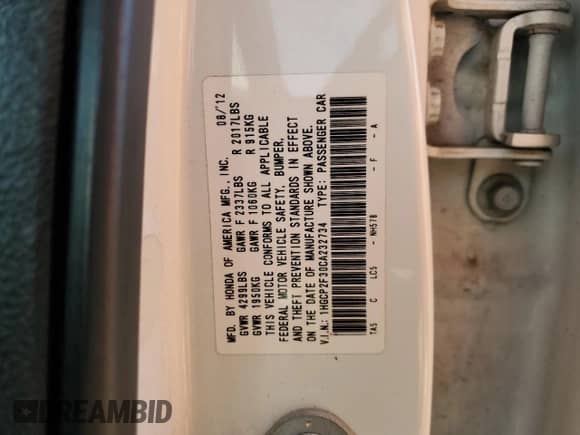 MFD. BY HONDA OF AMERICA MFG., INC. 08/12
GVWR 4299LBS GAWR F 2337LBS R 2017LBS
GVWR 1950KG GAWR F 1060KG R 915KG
THIS VEHICLE CONFORMS TO ALL APPLICABLE
FEDERAL MOTOR VEHICLE SAFETY, BUMPER,
AND THEFT PREVENTION STANDARDS IN EFFECT
ON THE DATE OF MANUFACTURE SHOWN ABOVE.
V.I.N.: 1HGCP2F30CA232734 TYPE: PASSENGER CAR
TA5 C LC5 - NH578 - F - A
DREAMBID